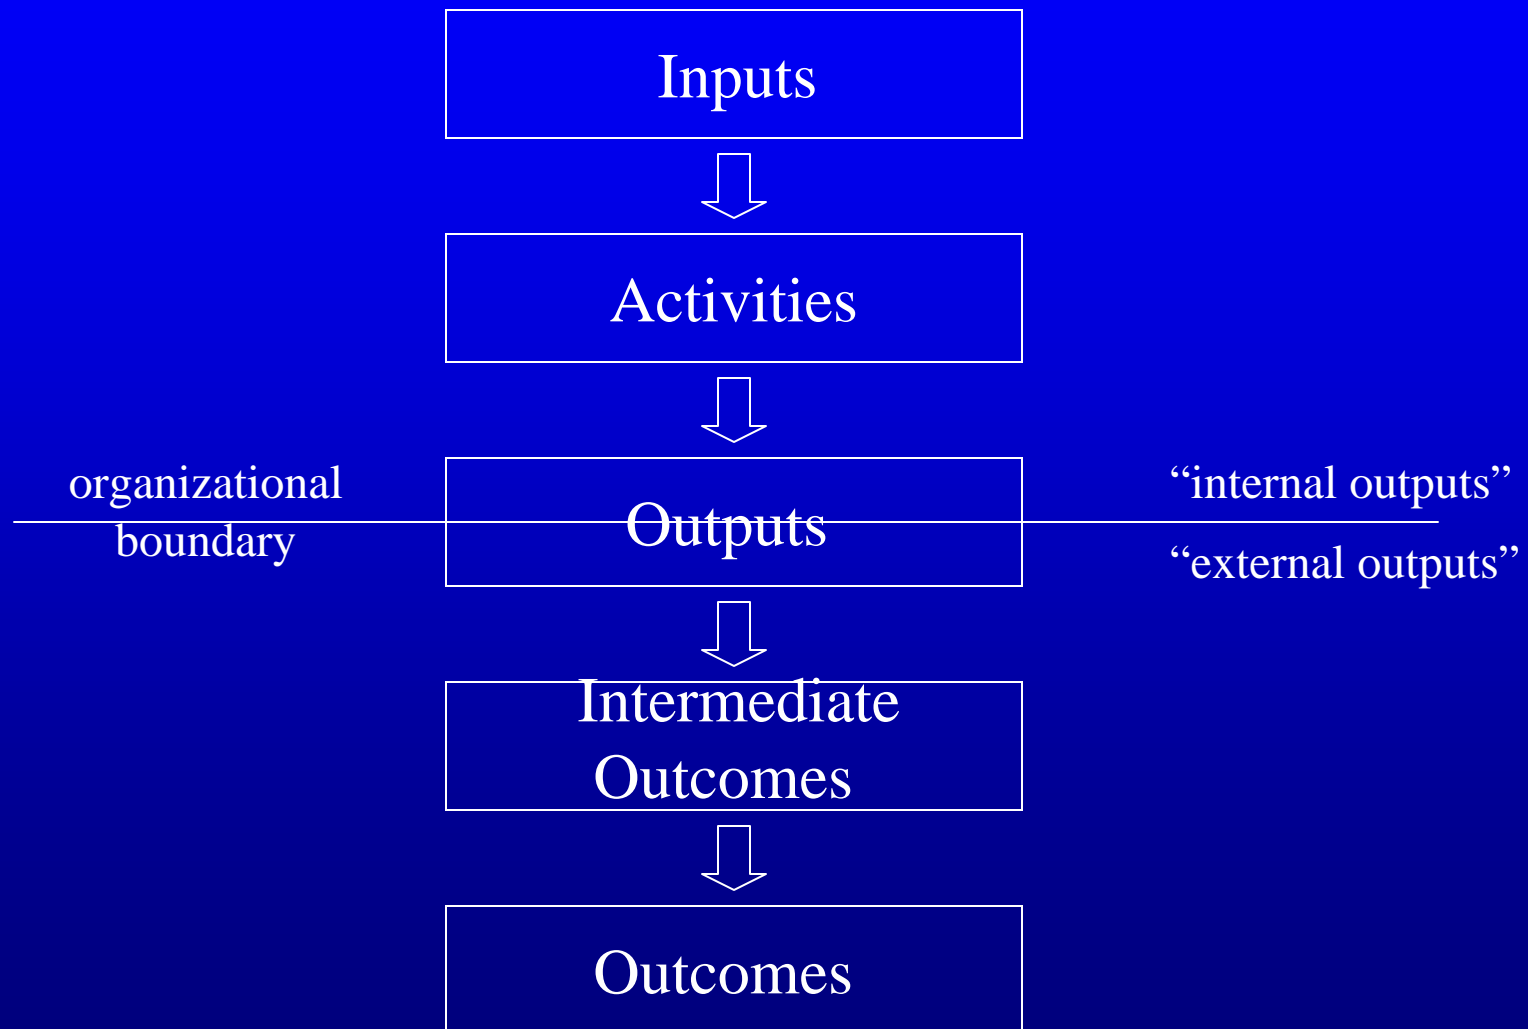 Inputs
Activities
organizational
boundary
Outputs
“internal outputs”
“external outputs”
Intermediate
Outcomes
Outcomes